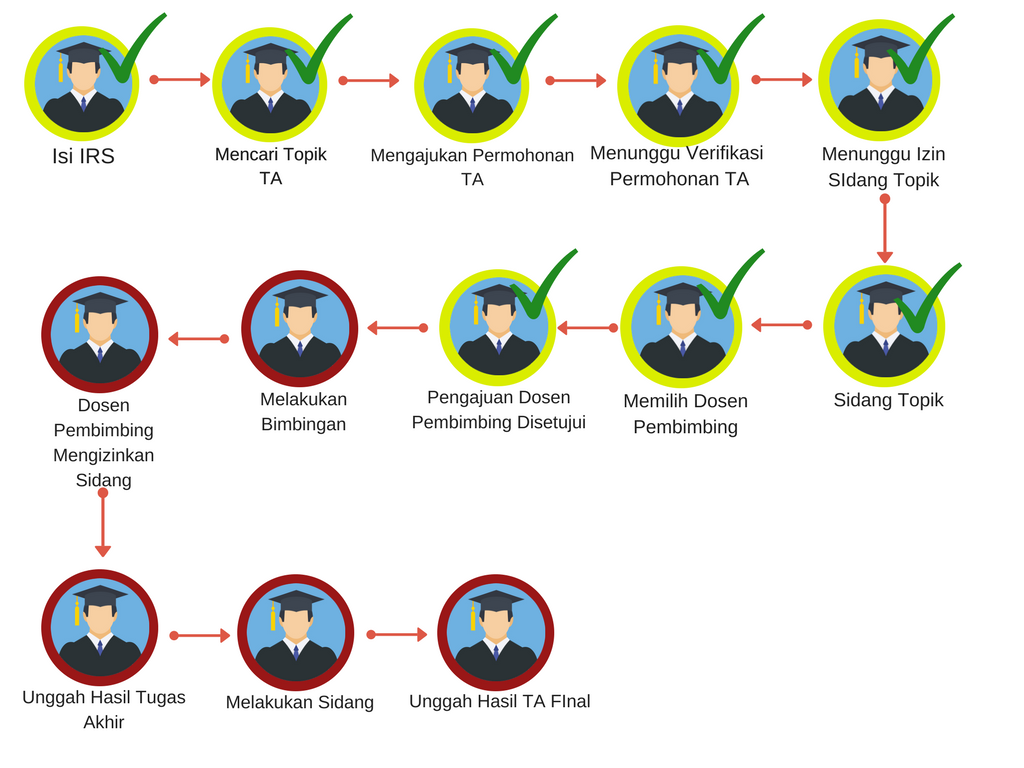 Isi IRS
Mencari Topik
TA
Mengajukan Permohonan
TA
Menunggu Verifikasi
Permohonan TA
Menunggu Izin
SIdang Topik
Sidang Topik
Memilih Dosen
Pembimbing
Pengajuan Dosen
Pembimbing Disetujui
Melakukan
Bimbingan
Dosen
Pembimbing
Mengizinkan
Sidang
Unggah Hasil Tugas
Akhir
Melakukan Sidang
Unggah Hasil TA FInal